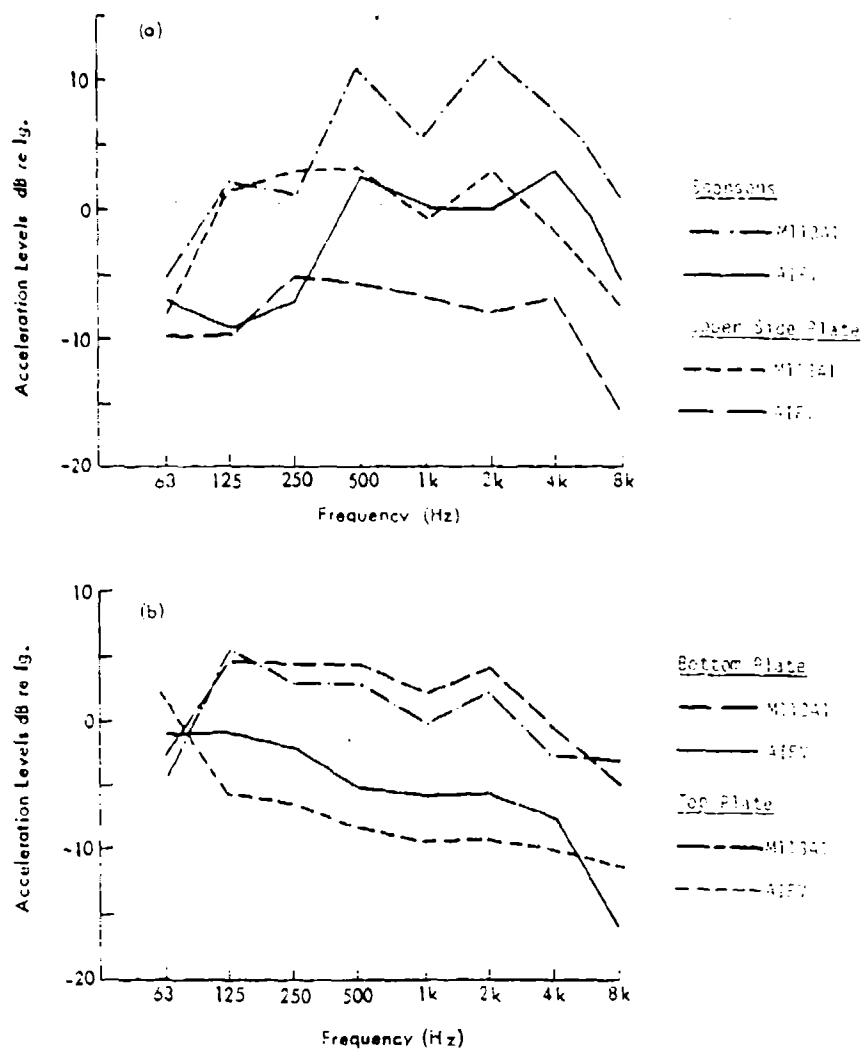 (a)
Acceleration Levels dB re 1g.
10
0
-10
-20
63 125 250 500 1k 2k 4k 8k
Frequency (Hz)
Sponsons
M113A1
AIFV
Lower Side Plate
M113A1
AIFV
(b)
Acceleration Levels dB re 1g.
10
0
-10
-20
63 125 250 500 1k 2k 4k 8k
Frequency (Hz)
Bottom Plate
M113A1
AIFV
Top Plate
M113A1
AIFV